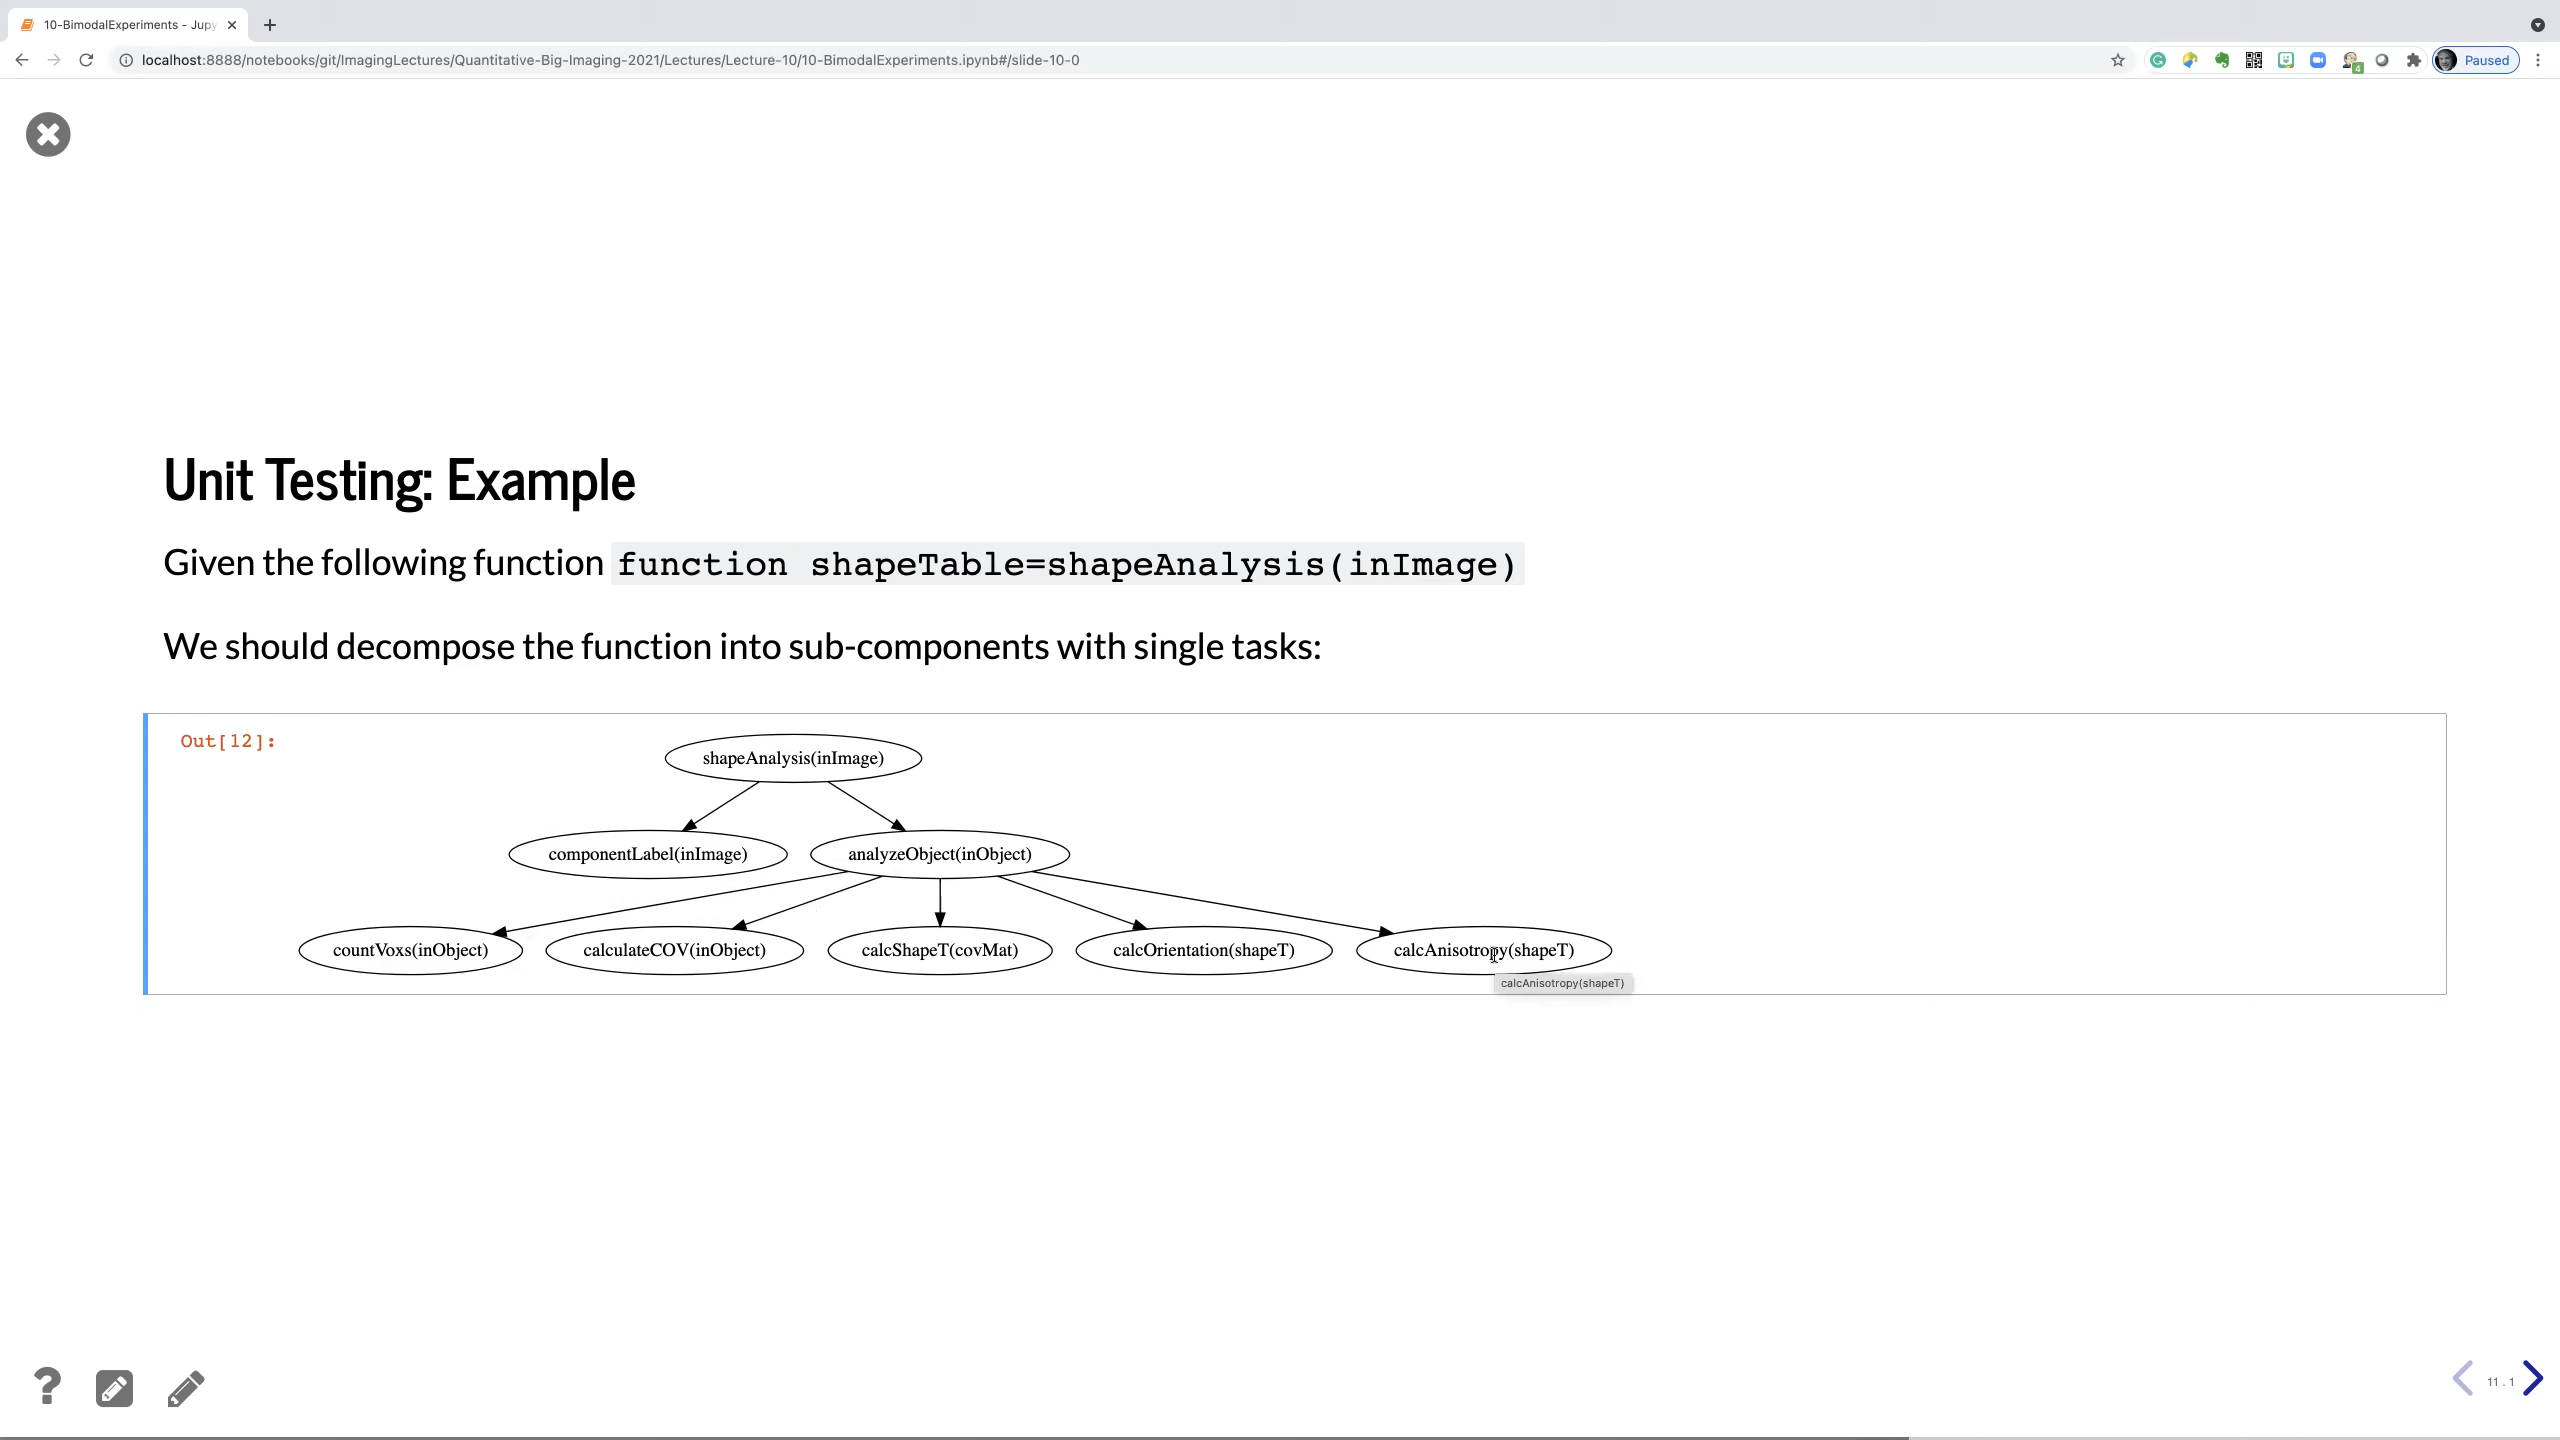 10-BimodalExperiments - Jupy
localhost:8888/notebooks/git/ImagingLectures/Quantitative-Big-Imaging-2021/Lectures/Lecture-10/10-BimodalExperiments.ipynb#/slide-10-0
4
Paused
Unit Testing: Example
Given the following function function shapeTable=shapeAnalysis(inImage)
We should decompose the function into sub-components with single tasks:
Out[12]:
shapeAnalysis(inImage)
componentLabel(inImage) analyzeObject(inObject)
countVoxs(inObject) calculateCOV(inObject) calcShapeT(covMat) calcOrientation(shapeT) calcAnisotropy(shapeT)
calcAnisotropy(shapeT)
11 . 1